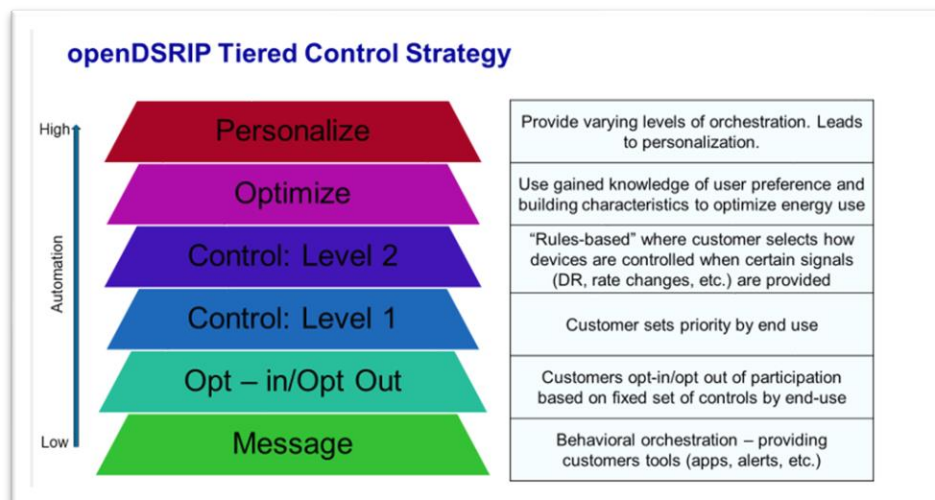 openDSRIP Tiered Control Strategy
High
Automation
Low
Personalize
Provide varying levels of orchestration. Leads
to personalization.
Optimize
Use gained knowledge of user preference and
building characteristics to optimize energy use
Control: Level 2
“Rules-based” where customer selects how
devices are controlled when certain signals
(DR, rate changes, etc.) are provided
Control: Level 1
Customer sets priority by end use
Opt – in/Opt Out
Customers opt-in/opt out of participation
based on fixed set of controls by end-use
Message
Behavioral orchestration – providing
customers tools (apps, alerts, etc.)